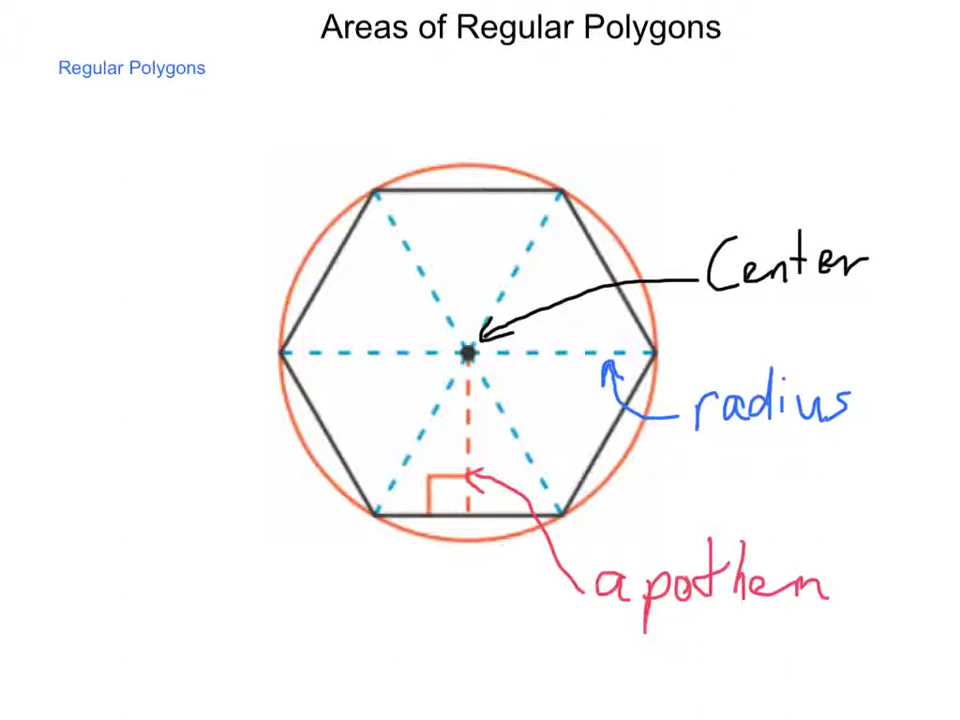 Areas of Regular Polygons
Regular Polygons
Center
radius
apothem